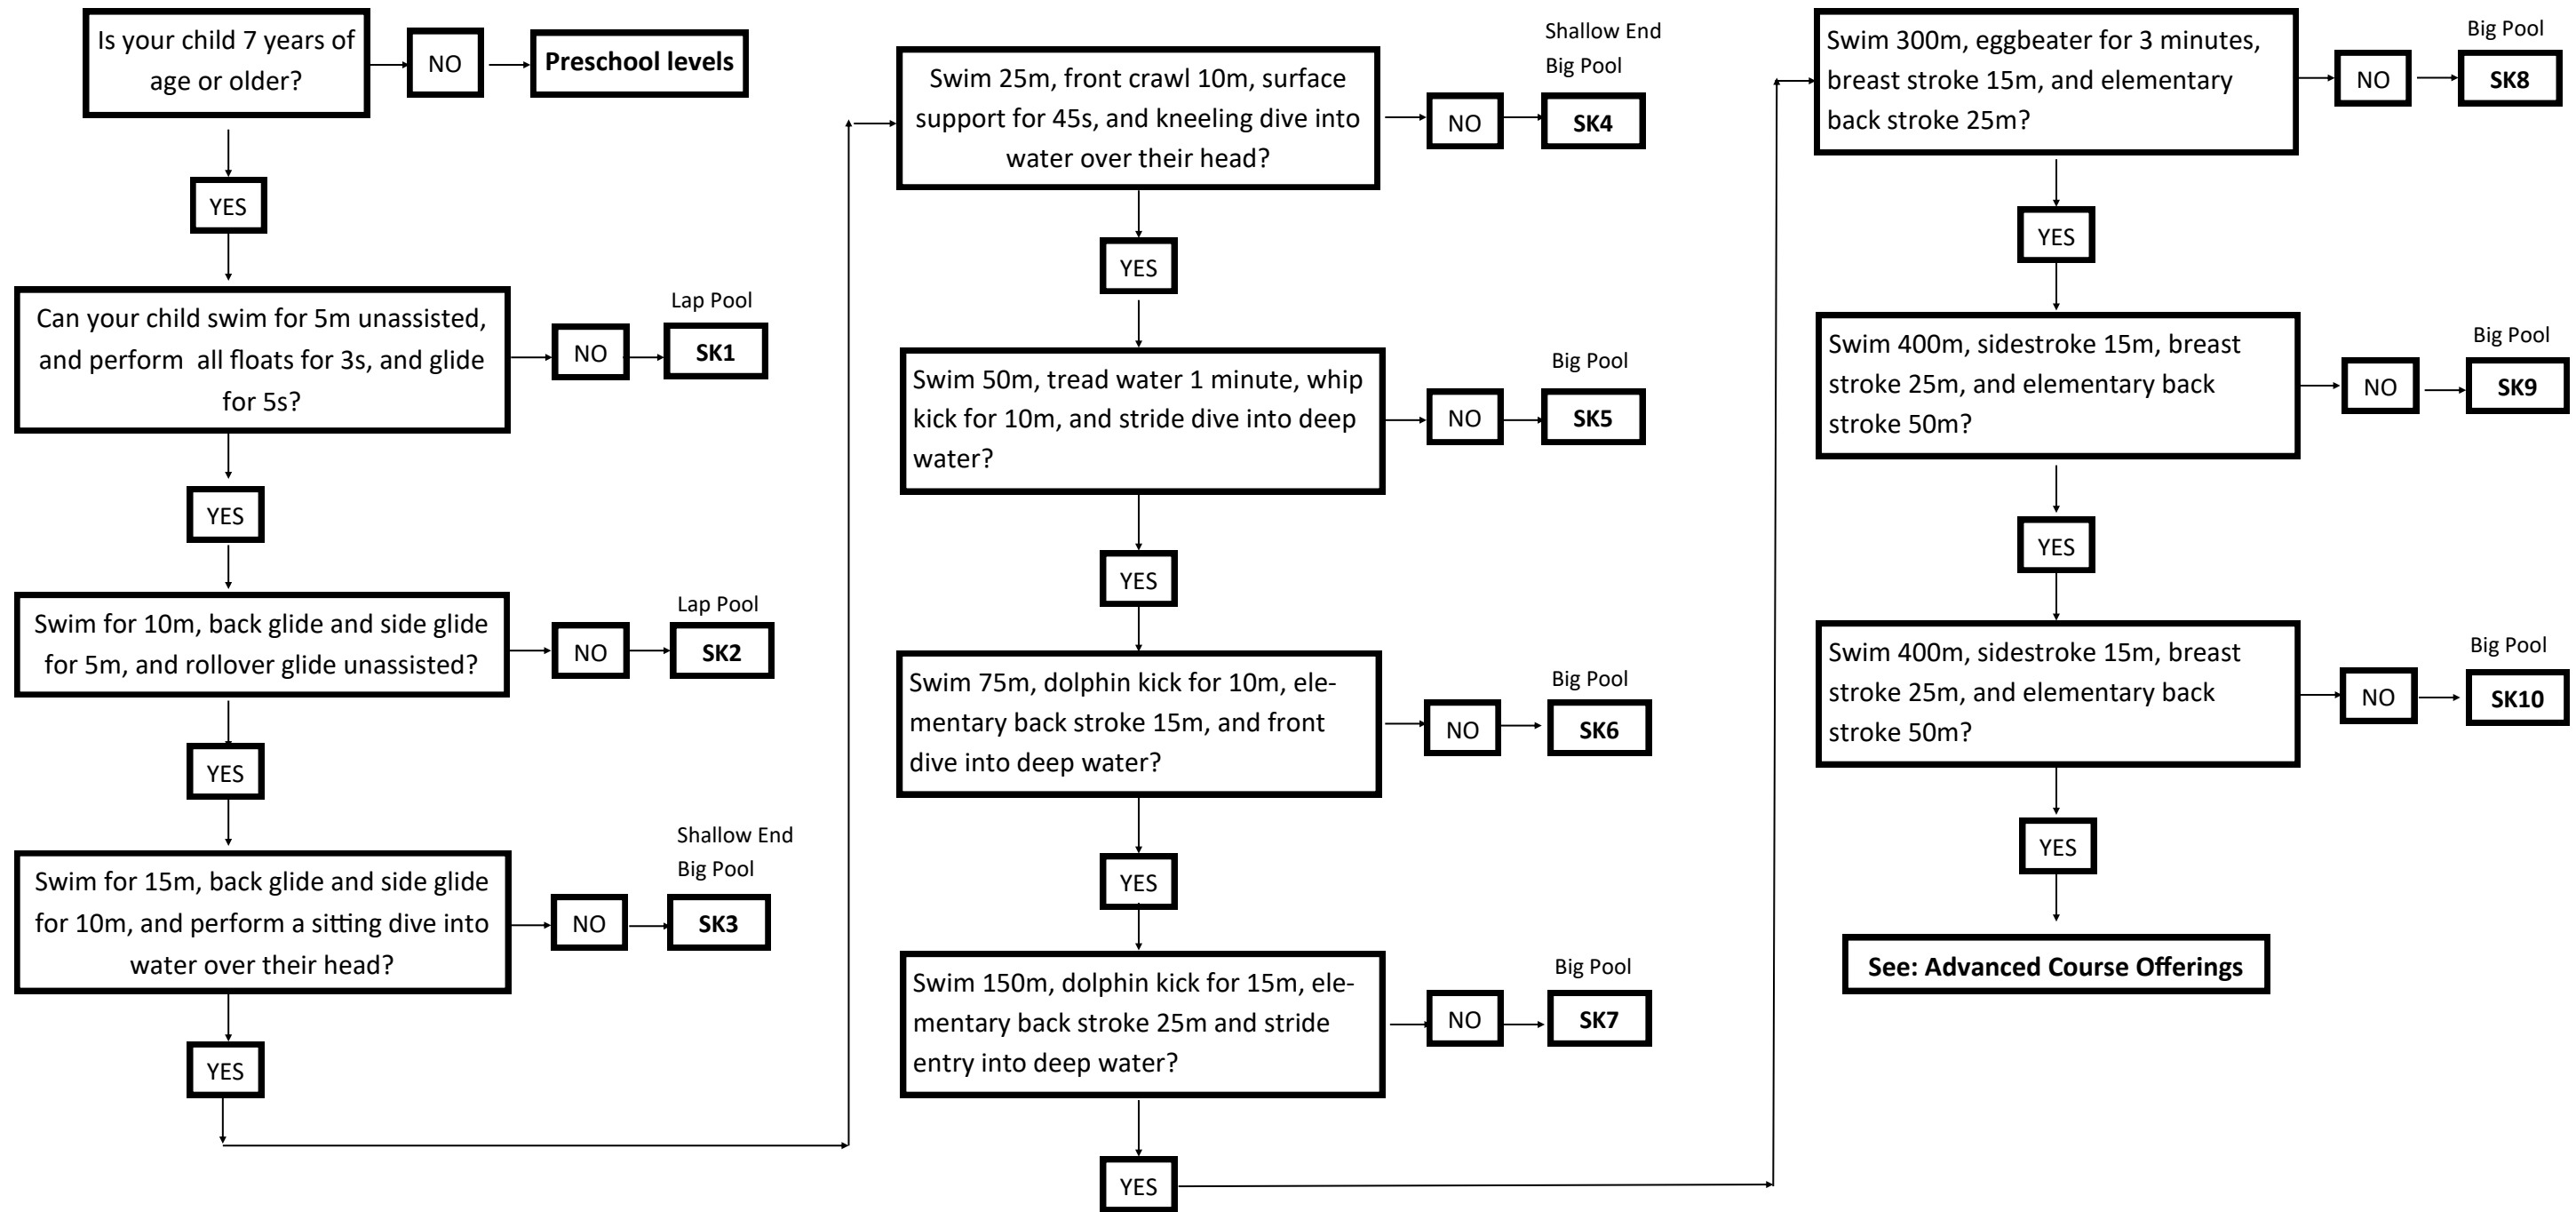 Is your child 7 years of
age or older?
NO
Preschool levels
YES
Can your child swim for 5m unassisted,
and perform  all floats for 3s, and glide
for 5s?
NO
Lap Pool
SK1
YES
Swim for 10m, back glide and side glide
for 5m, and rollover glide unassisted?
NO
Lap Pool
SK2
YES
Swim for 15m, back glide and side glide
for 10m, and perform a sitting dive into
water over their head?
NO
Shallow End
Big Pool
SK3
YES
Swim 25m, front crawl 10m, surface
support for 45s, and kneeling dive into
water over their head?
NO
Shallow End
Big Pool
SK4
YES
Swim 50m, tread water 1 minute, whip
kick for 10m, and stride dive into deep
water?
NO
Big Pool
SK5
YES
Swim 75m, dolphin kick for 10m, ele-
mentary back stroke 15m, and front
dive into deep water?
NO
Big Pool
SK6
YES
Swim 150m, dolphin kick for 15m, ele-
mentary back stroke 25m and stride
entry into deep water?
NO
Big Pool
SK7
YES
Swim 300m, eggbeater for 3 minutes,
breast stroke 15m, and elementary
back stroke 25m?
NO
Big Pool
SK8
YES
Swim 400m, sidestroke 15m, breast
stroke 25m, and elementary back
stroke 50m?
NO
Big Pool
SK9
YES
Swim 400m, sidestroke 15m, breast
stroke 25m, and elementary back
stroke 50m?
NO
Big Pool
SK10
YES
See: Advanced Course Offerings